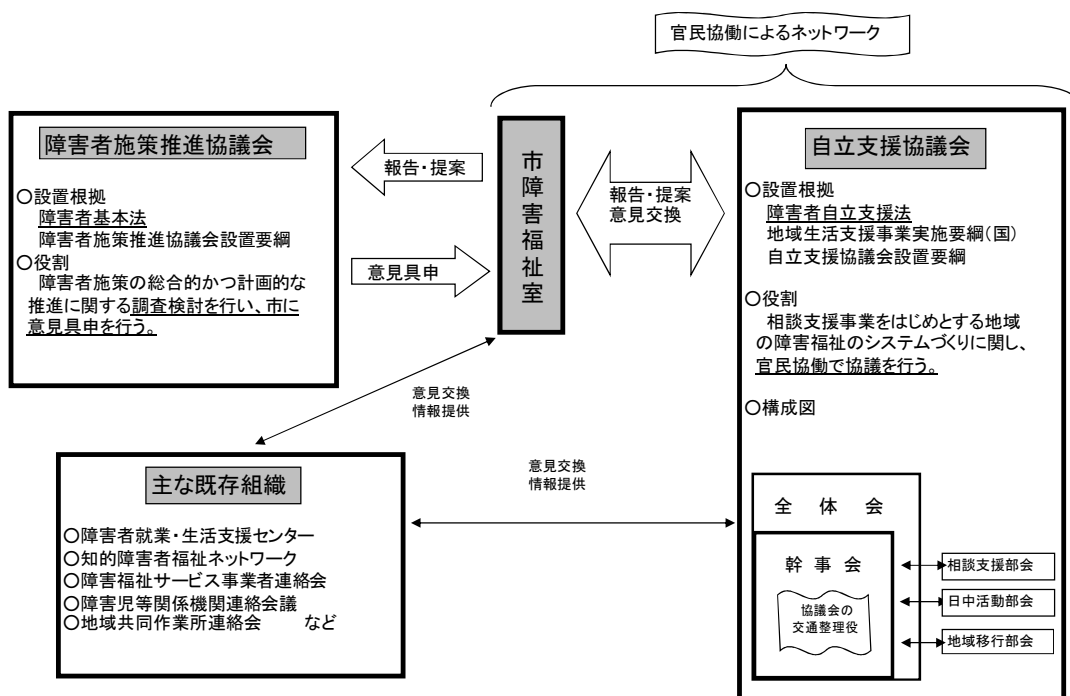 官民協働によるネットワーク
障害者施策推進協議会
○設置根拠
障害者基本法
障害者施策推進協議会設置要綱
○役割
障害者施策の総合的かつ計画的な
推進に関する調査検討を行い、市に
意見具申を行う。
報告・提案
意見具申
市障害福祉室
報告・提案
意見交換
自立支援協議会
○設置根拠
障害者自立支援法
地域生活支援事業実施要綱(国)
自立支援協議会設置要綱
○役割
相談支援事業をはじめとする地域
の障害福祉のシステムづくりに関し、
官民協働で協議を行う。
○構成図
全体会
幹事会
協議会の
交通整理役
相談支援部会
日中活動部会
地域移行部会
意見交換
情報提供
意見交換
情報提供
主な既存組織
○障害者就業・生活支援センター
○知的障害者福祉ネットワーク
○障害福祉サービス事業者連絡会
○障害児等関係機関連絡会議
○地域共同作業所連絡会 など